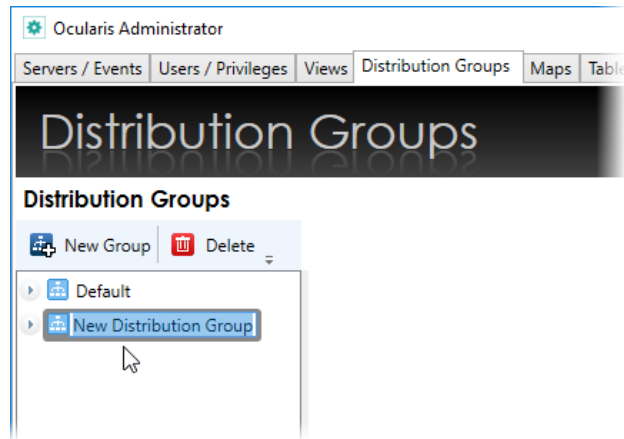 Ocularis Administrator
Servers / Events Users / Privileges Views Distribution Groups Maps
Distribution Groups
Distribution Groups
New Group Delete
Default
New Distribution Group